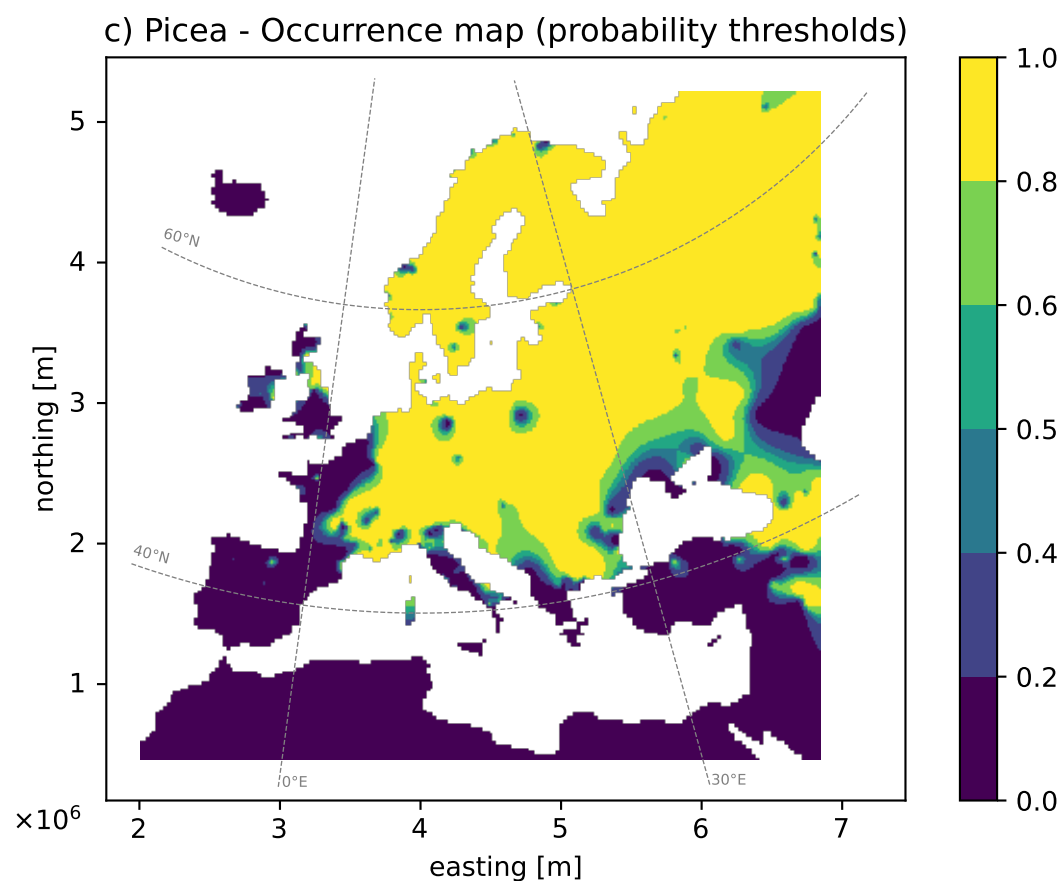 c) Picea - Occurrence map (probability thresholds)
1.0
0.8
0.6
0.5
0.4
0.2
0.0
5
4
3
2
1
northing [m]
60°N
40°N
0°E
30°E
×10⁶
2 3 4 5 6 7
easting [m]